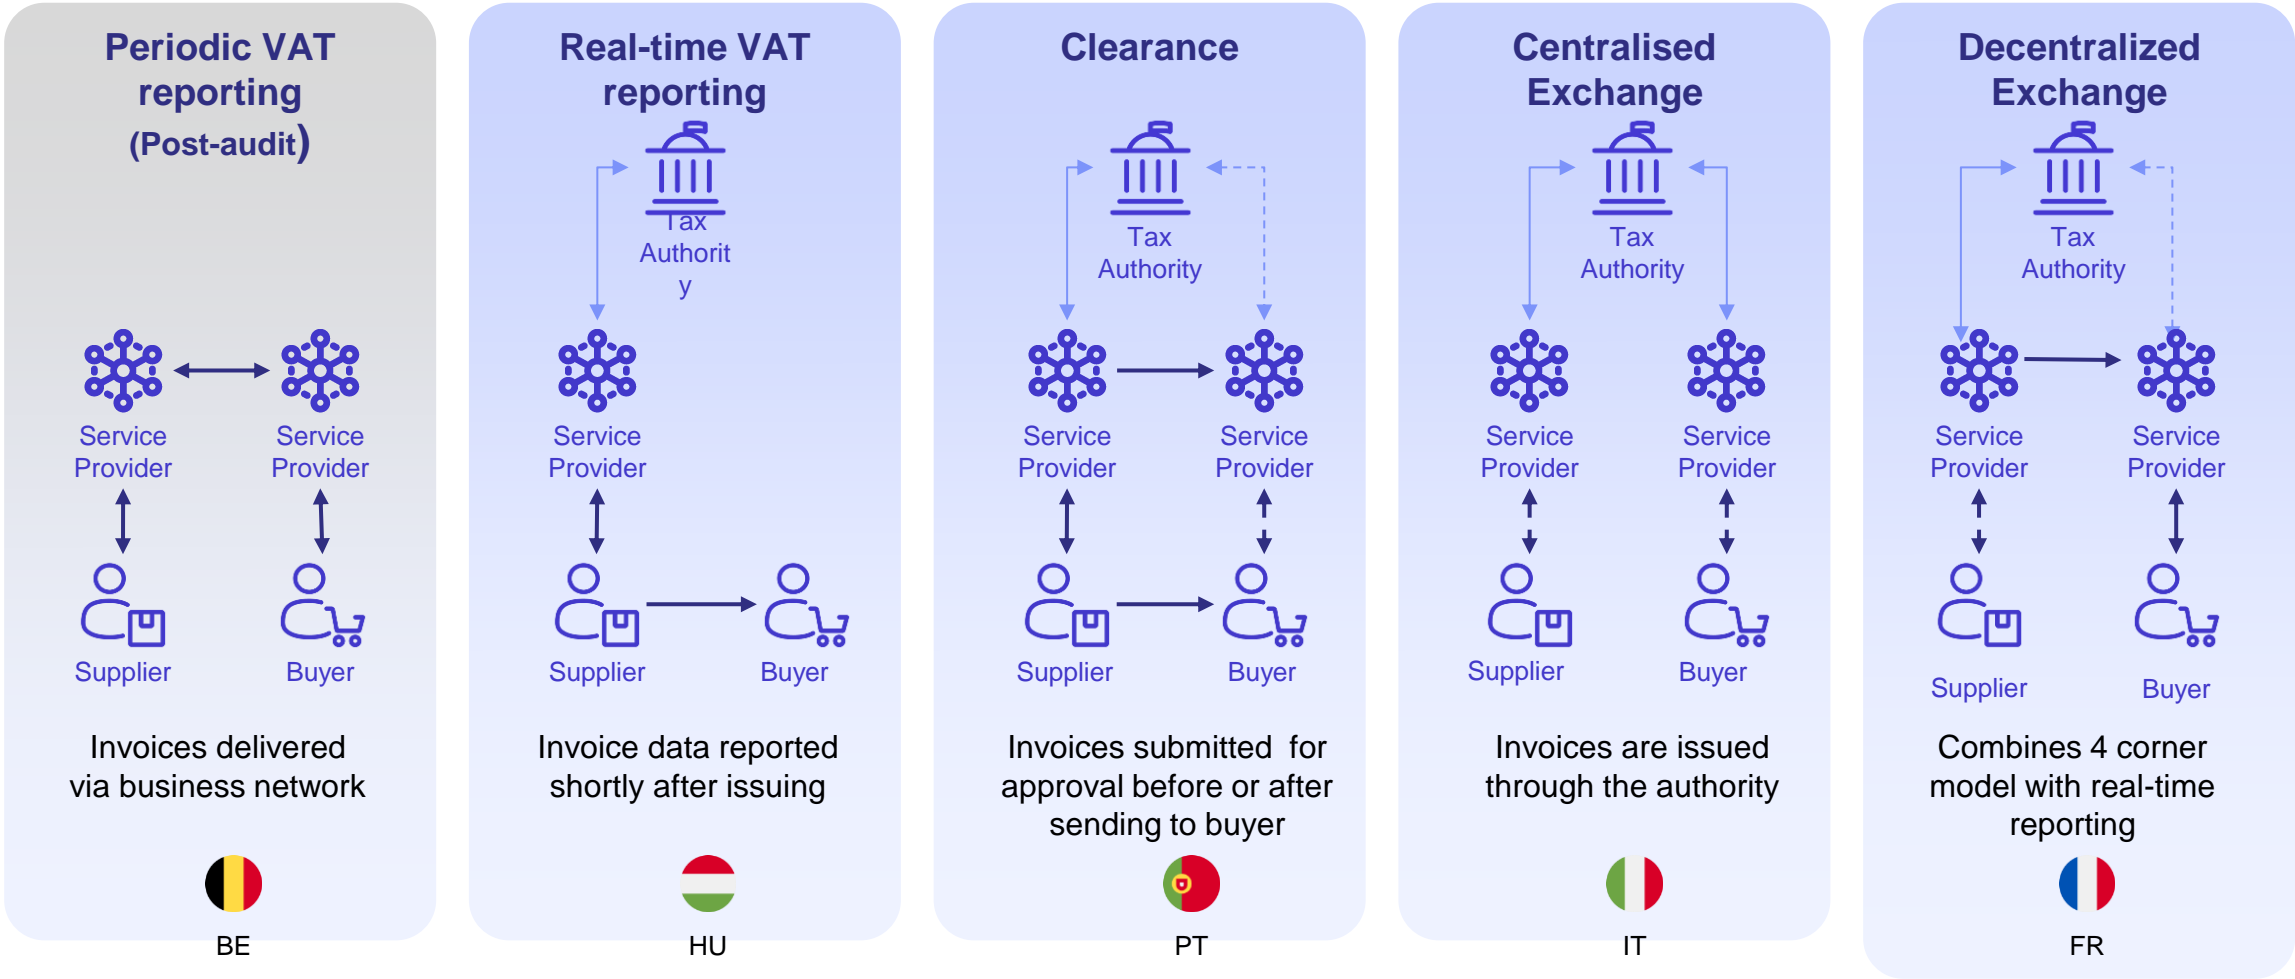 Periodic VAT
reporting
(Post-audit)
Service
Provider
Service
Provider
Supplier
Buyer
Invoices delivered
via business network
BE
Real-time VAT
reporting
Tax
Authorit
y
Service
Provider
Supplier
Buyer
Invoice data reported
shortly after issuing
HU
Clearance
Tax
Authority
Service
Provider
Service
Provider
Supplier
Buyer
Invoices submitted  for
approval before or after
sending to buyer
PT
Centralised
Exchange
Tax
Authority
Service
Provider
Service
Provider
Supplier
Buyer
Invoices are issued
through the authority
IT
Decentralized
Exchange
Tax
Authority
Service
Provider
Service
Provider
Supplier
Buyer
Combines 4 corner
model with real-time
reporting
FR